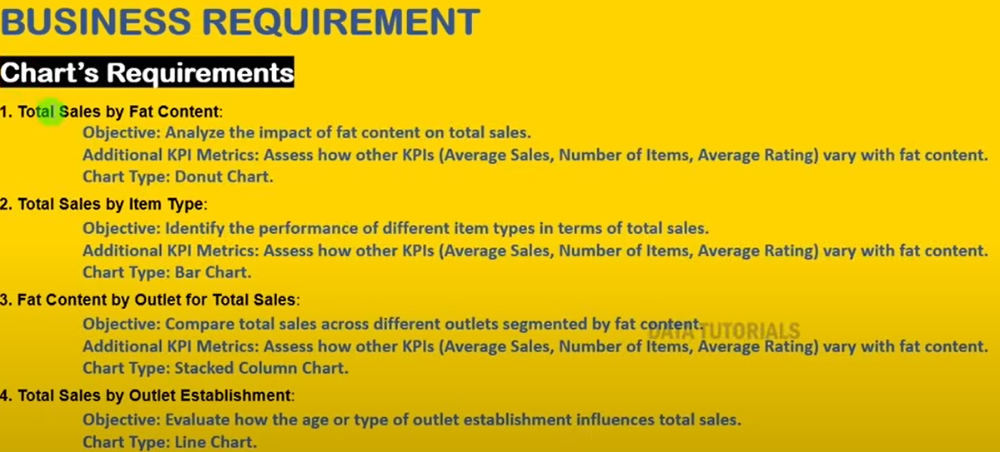 BUSINESS REQUIREMENT
Chart's Requirements
1. Total Sales by Fat Content:
Objective: Analyze the impact of fat content on total sales.
Additional KPI Metrics: Assess how other KPIs (Average Sales, Number of Items, Average Rating) vary with fat content.
Chart Type: Donut Chart.
2. Total Sales by Item Type:
Objective: Identify the performance of different item types in terms of total sales.
Additional KPI Metrics: Assess how other KPIs (Average Sales, Number of Items, Average Rating) vary with fat content.
Chart Type: Bar Chart.
3. Fat Content by Outlet for Total Sales:
Objective: Compare total sales across different outlets segmented by fat content.
DATA TUTORIALS
Additional KPI Metrics: Assess how other KPIs (Average Sales, Number of Items, Average Rating) vary with fat content.
Chart Type: Stacked Column Chart.
4. Total Sales by Outlet Establishment:
Objective: Evaluate how the age or type of outlet establishment influences total sales.
Chart Type: Line Chart.